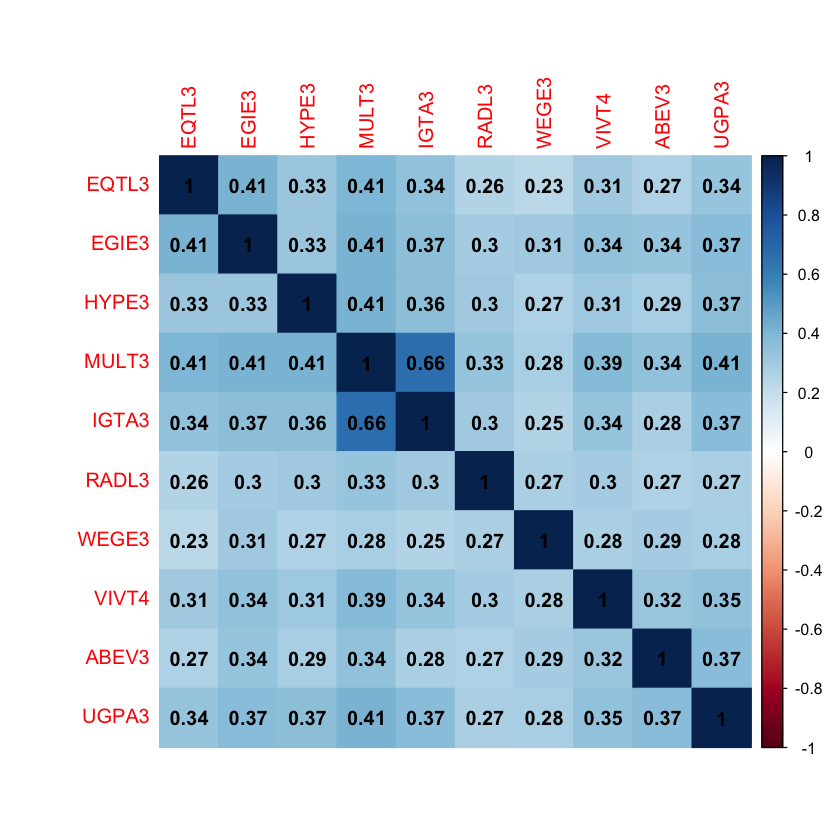 EQTL3 EGIE3 HYPE3 MULT3 IGTA3 RADL3 WEGE3 VIVT4 ABEV3 UGPA3
EQTL3 1 0.41 0.33 0.41 0.34 0.26 0.23 0.31 0.27 0.34
EGIE3 0.41 1 0.33 0.41 0.37 0.3 0.31 0.34 0.34 0.37
HYPE3 0.33 0.33 1 0.41 0.36 0.3 0.27 0.31 0.29 0.37
MULT3 0.41 0.41 0.41 1 0.66 0.33 0.28 0.39 0.34 0.41
IGTA3 0.34 0.37 0.36 0.66 1 0.3 0.25 0.34 0.28 0.37
RADL3 0.26 0.3 0.3 0.33 0.3 1 0.27 0.3 0.27 0.27
WEGE3 0.23 0.31 0.27 0.28 0.25 0.27 1 0.28 0.29 0.28
VIVT4 0.31 0.34 0.31 0.39 0.34 0.3 0.28 1 0.32 0.35
ABEV3 0.27 0.34 0.29 0.34 0.28 0.27 0.29 0.32 1 0.37
UGPA3 0.34 0.37 0.37 0.41 0.37 0.27 0.28 0.35 0.37 1
1
0.8
0.6
0.4
0.2
0
-0.2
-0.4
-0.6
-0.8
-1